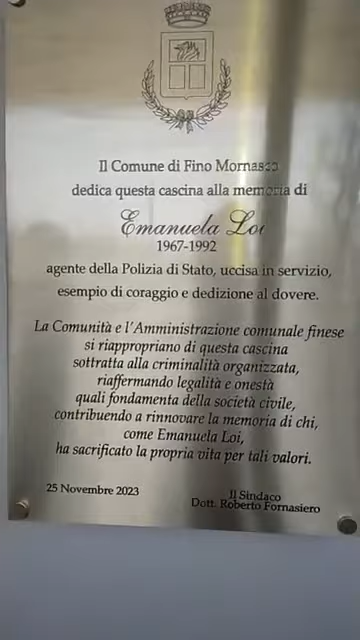 Il Comune di Fino Mornasco
dedica questa cascina alla memoria di
Emanuela Loi
1967-1992
agente della Polizia di Stato, uccisa in servizio,
esempio di coraggio e dedizione al dovere.
La Comunità e l'Amministrazione comunale finese
si riappropriano di questa cascina
sottratta alla criminalità organizzata,
riaffermando legalità e onestà
quali fondamenta della società civile,
contribuendo a rinnovare la memoria di chi,
come Emanuela Loi,
ha sacrificato la propria vita per tali valori.
25 Novembre 2023
Il Sindaco
Dott. Roberto Fornasiero